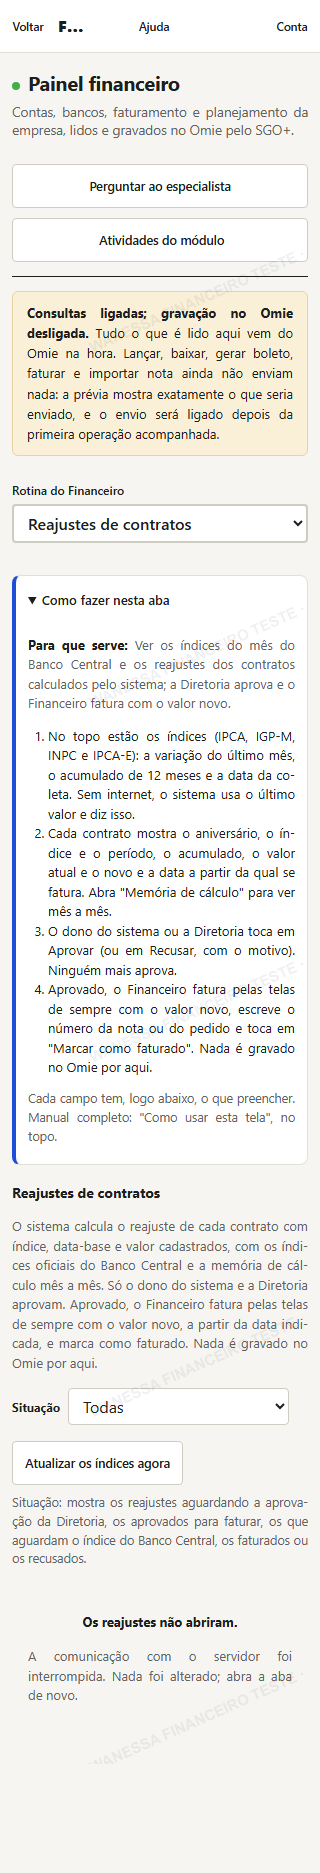 Voltar F... Ajuda Conta
Painel financeiro
Contas, bancos, faturamento e planejamento da
empresa, lidos e gravados no Omie pelo SGO+.
Perguntar ao especialista
Atividades do módulo
Consultas ligadas; gravação no Omie
desligada. Tudo o que é lido aqui vem do
Omie na hora. Lançar, baixar, gerar boleto,
faturar e importar nota ainda não enviam
nada: a prévia mostra exatamente o que seria
enviado, e o envio será ligado depois da
primeira operação acompanhada.
Rotina do Financeiro
Reajustes de contratos
▼ Como fazer nesta aba
Para que serve: Ver os índices do mês do
Banco Central e os reajustes dos contratos
calculados pelo sistema; a Diretoria aprova e o
Financeiro fatura com o valor novo.
1. No topo estão os índices (IPCA, IGP-M,
INPC e IPCA-E): a variação do último mês,
o acumulado de 12 meses e a data da co-
leta. Sem internet, o sistema usa o último
valor e diz isso.
2. Cada contrato mostra o aniversário, o ín-
dice e o período, o acumulado, o valor
atual e o novo e a data a partir da qual se
fatura. Abra "Memória de cálculo" para ver
mês a mês.
3. O dono do sistema ou a Diretoria toca em
Aprovar (ou em Recusar, com o motivo).
Ninguém mais aprova.
4. Aprovado, o Financeiro fatura pelas telas
de sempre com o valor novo, escreve o
número da nota ou do pedido e toca em
"Marcar como faturado". Nada é gravado
no Omie por aqui.
Cada campo tem, logo abaixo, o que preencher.
Manual completo: "Como usar esta tela", no
topo.
Reajustes de contratos
O sistema calcula o reajuste de cada contrato com
índice, data-base e valor cadastrados, com os índi-
ces oficiais do Banco Central e a memória de cál-
culo mês a mês. Só o dono do sistema e a Diretoria
aprovam. Aprovado, o Financeiro fatura pelas telas
de sempre com o valor novo, a partir da data indi-
cada, e marca como faturado. Nada é gravado no
Omie por aqui.
Situação Todas
Atualizar os índices agora
Situação: mostra os reajustes aguardando a aprova-
ção da Diretoria, os aprovados para faturar, os que
aguardam o índice do Banco Central, os faturados ou
os recusados.
Os reajustes não abriram.
A comunicação com o servidor foi
interrompida. Nada foi alterado; abra a aba
de novo.
WANESSA FINANCEIRO TESTE